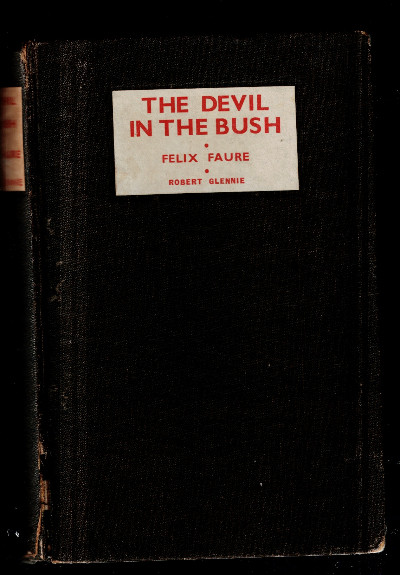 THE DEVIL
IN THE BUSH
•
FELIX FAURE
•
ROBERT GLENNIE